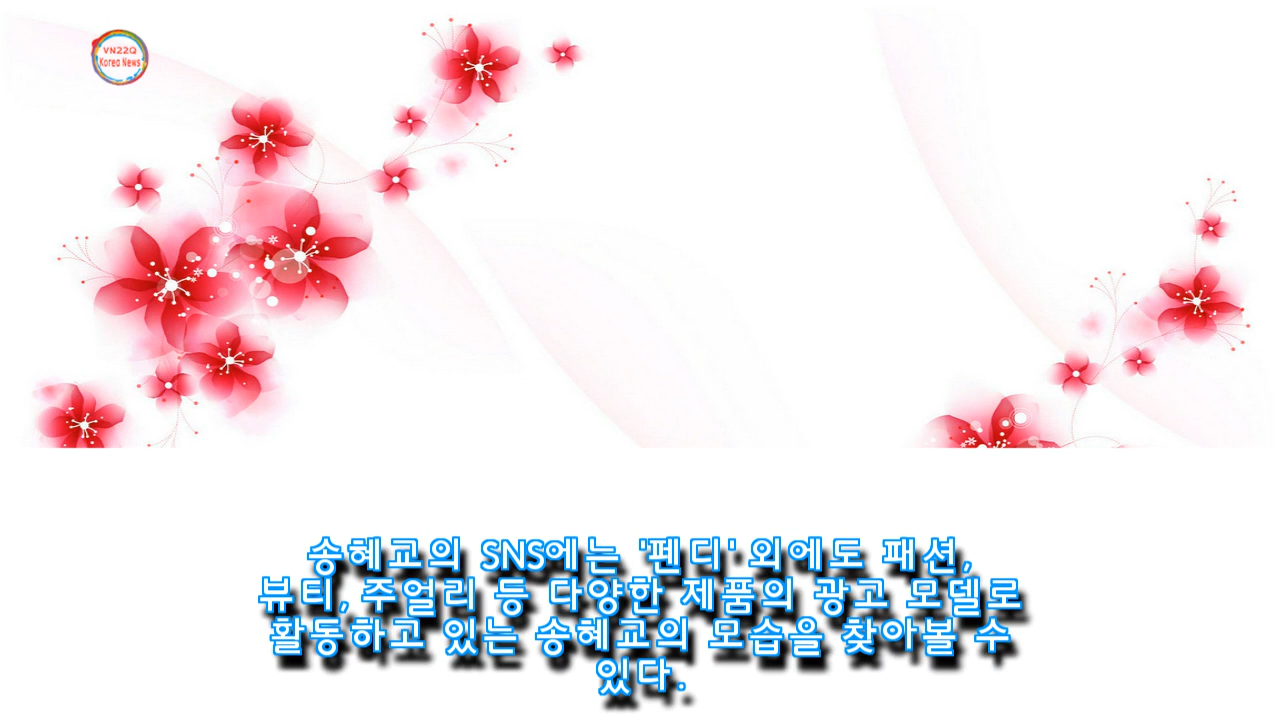 VN22Q
Korea News
송혜교의 SNS에는 '펜디' 외에도 패션,
뷰티, 주얼리 등 다양한 제품의 광고 모델로
활동하고 있는 송혜교의 모습을 찾아볼 수
있다.